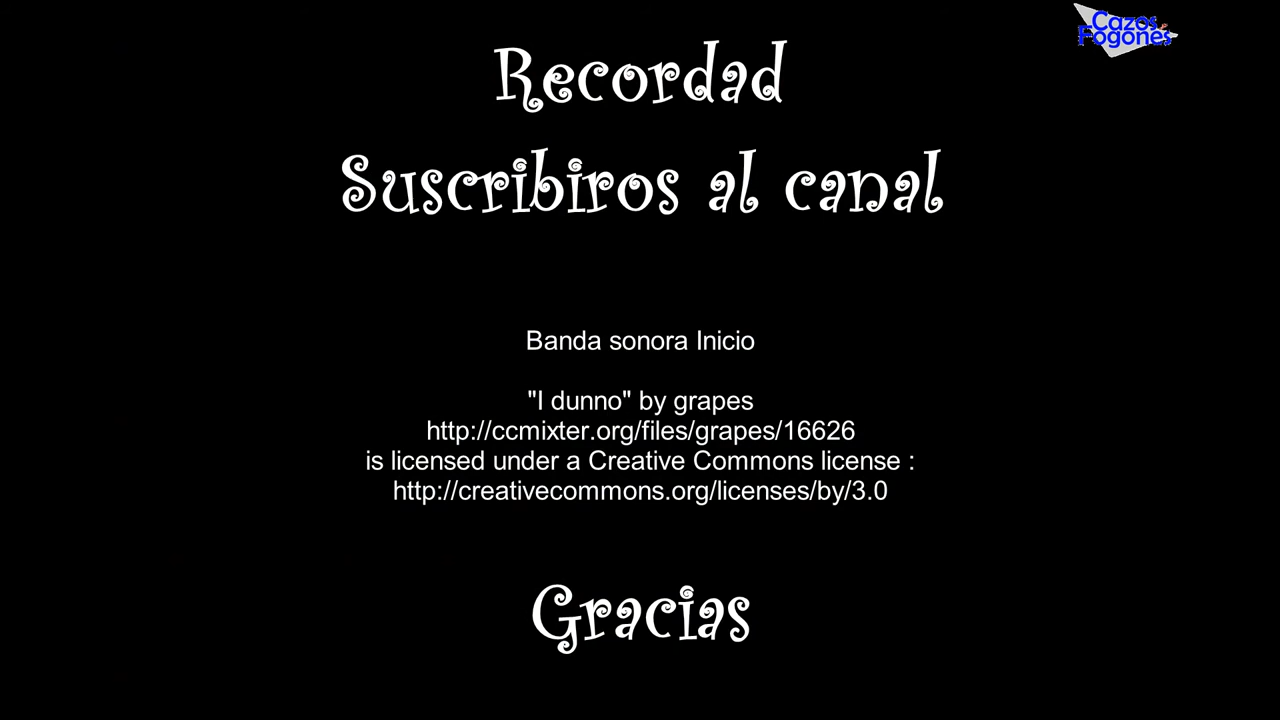 Cazos
Fogones
Recordad
Suscribiros al canal
Banda sonora Inicio
"I dunno" by grapes
http://ccmixter.org/files/grapes/16626
is licensed under a Creative Commons license :
http://creativecommons.org/licenses/by/3.0
Gracias